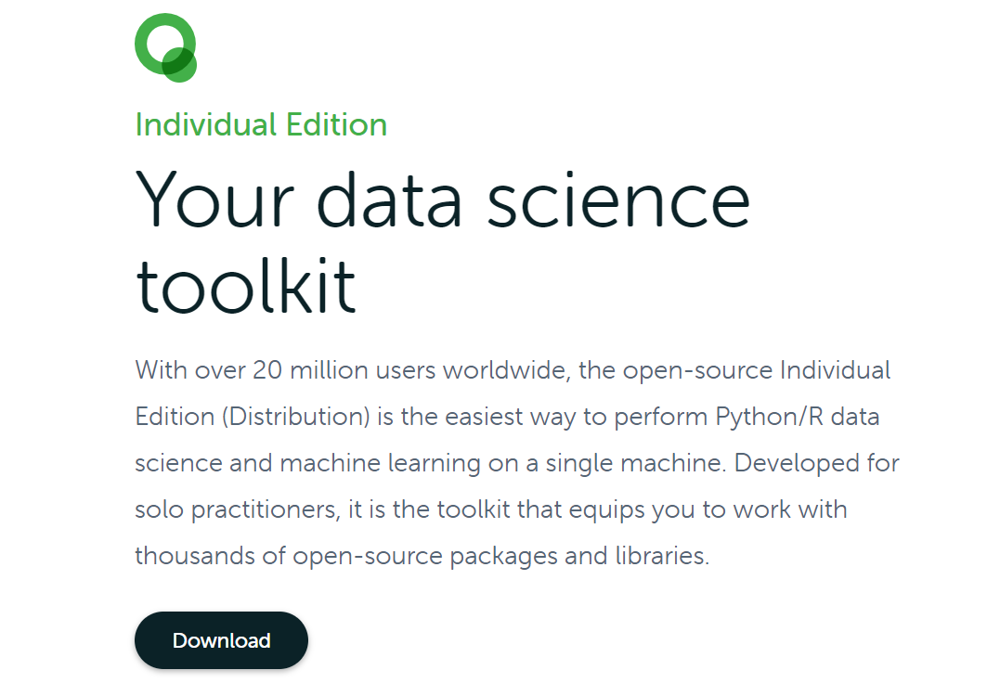 Individual Edition
Your data science
toolkit
With over 20 million users worldwide, the open-source Individual
Edition (Distribution) is the easiest way to perform Python/R data
science and machine learning on a single machine. Developed for
solo practitioners, it is the toolkit that equips you to work with
thousands of open-source packages and libraries.
Download